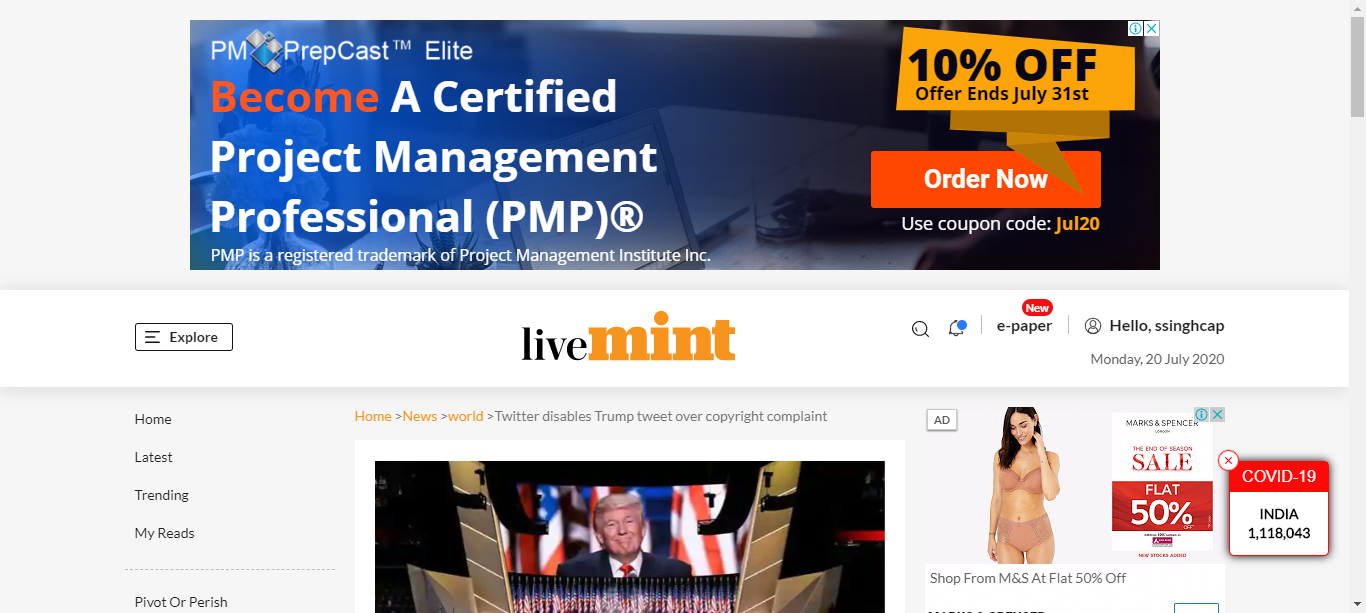 PM PrepCast™ Elite
Become A Certified
Project Management
Professional (PMP)®
PMP is a registered trademark of Project Management Institute Inc.
10% OFF
Offer Ends July 31st
Order Now
Use coupon code: Jul20
Explore
livemint
New
e-paper
Hello, ssinghcap
Monday, 20 July 2020
Home
Latest
Trending
My Reads
Pivot Or Perish
Home >News >world >Twitter disables Trump tweet over copyright complaint
AD
MARKS & SPENCER
LONDON
THE END OF SEASON
SALE
FLAT
50%
OFF
NEW STOCKS ADDED
Shop From M&S At Flat 50% Off
MARKS & SPENCER
COVID-19
INDIA
1,118,043